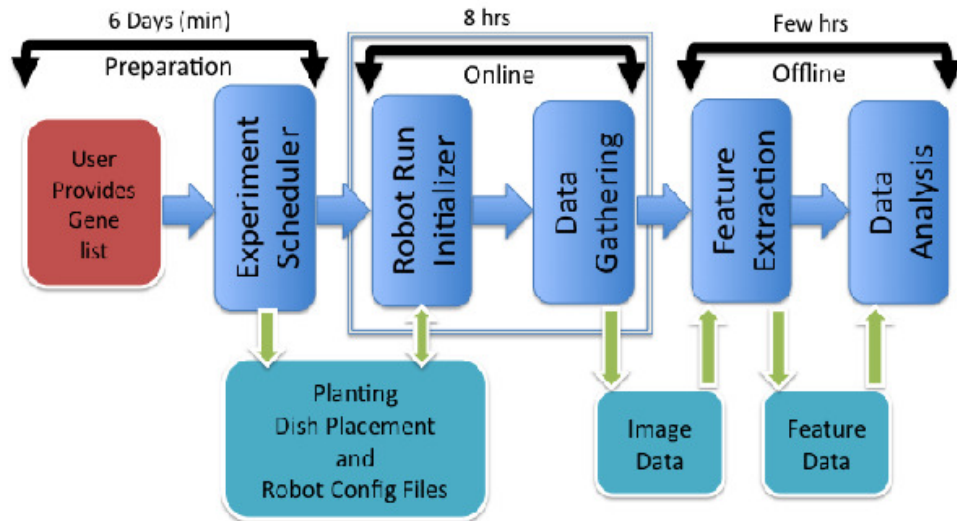 6 Days (min)
8 hrs
Few hrs
Preparation
Online
Offline
User
Provides
Gene
list
Experiment
Scheduler
Robot Run
Initializer
Data
Gathering
Feature
Extraction
Data
Analysis
Planting
Dish Placement
and
Robot Config Files
Image
Data
Feature
Data